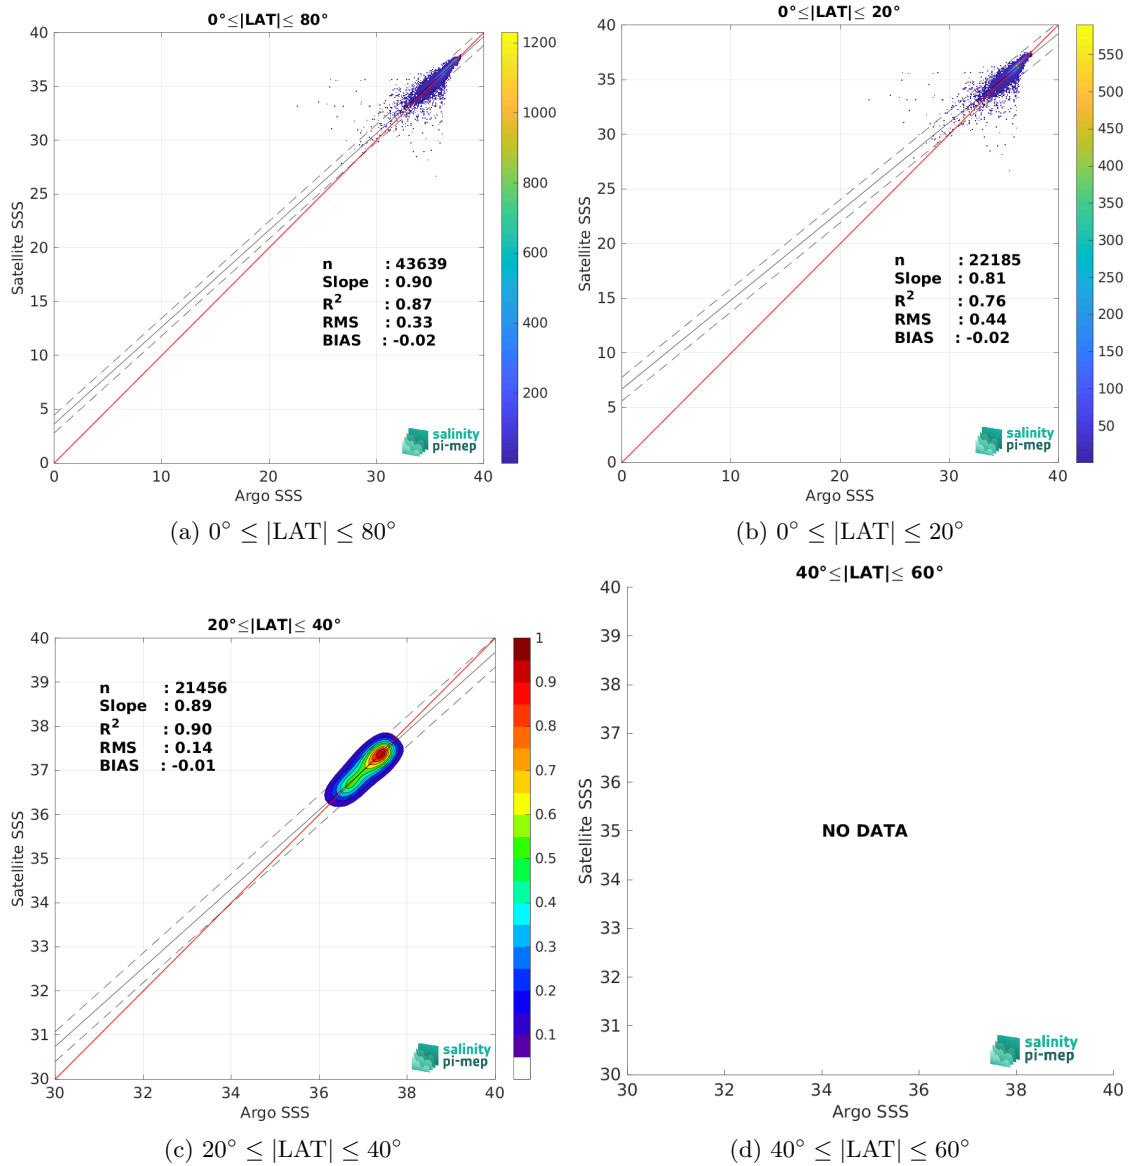 0°≤|LAT|≤ 80°
40
35
30
25
20
15
10
5
0
0
10
20
30
40
Satellite SSS
Argo SSS
n : 43639
Slope : 0.90
R2 : 0.87
RMS : 0.33
BIAS : -0.02
salinity
pi-mep
1200
1000
800
600
400
200
(a) 0° ≤ |LAT| ≤ 80°
0°≤|LAT|≤ 20°
40
35
30
25
20
15
10
5
0
0
10
20
30
40
Satellite SSS
Argo SSS
n : 22185
Slope : 0.81
R2 : 0.76
RMS : 0.44
BIAS : -0.02
salinity
pi-mep
550
500
450
400
350
300
250
200
150
100
50
(b) 0° ≤ |LAT| ≤ 20°
20°≤|LAT|≤ 40°
40
39
38
37
36
35
34
33
32
31
30
30
32
34
36
38
40
Satellite SSS
Argo SSS
n : 21456
Slope : 0.89
R2 : 0.90
RMS : 0.14
BIAS : -0.01
salinity
pi-mep
1
0.9
0.8
0.7
0.6
0.5
0.4
0.3
0.2
0.1
(c) 20° ≤ |LAT| ≤ 40°
40°≤|LAT|≤ 60°
40
39
38
37
36
35
34
33
32
31
30
30
32
34
36
38
40
Satellite SSS
Argo SSS
NO DATA
salinity
pi-mep
(d) 40° ≤ |LAT| ≤ 60°